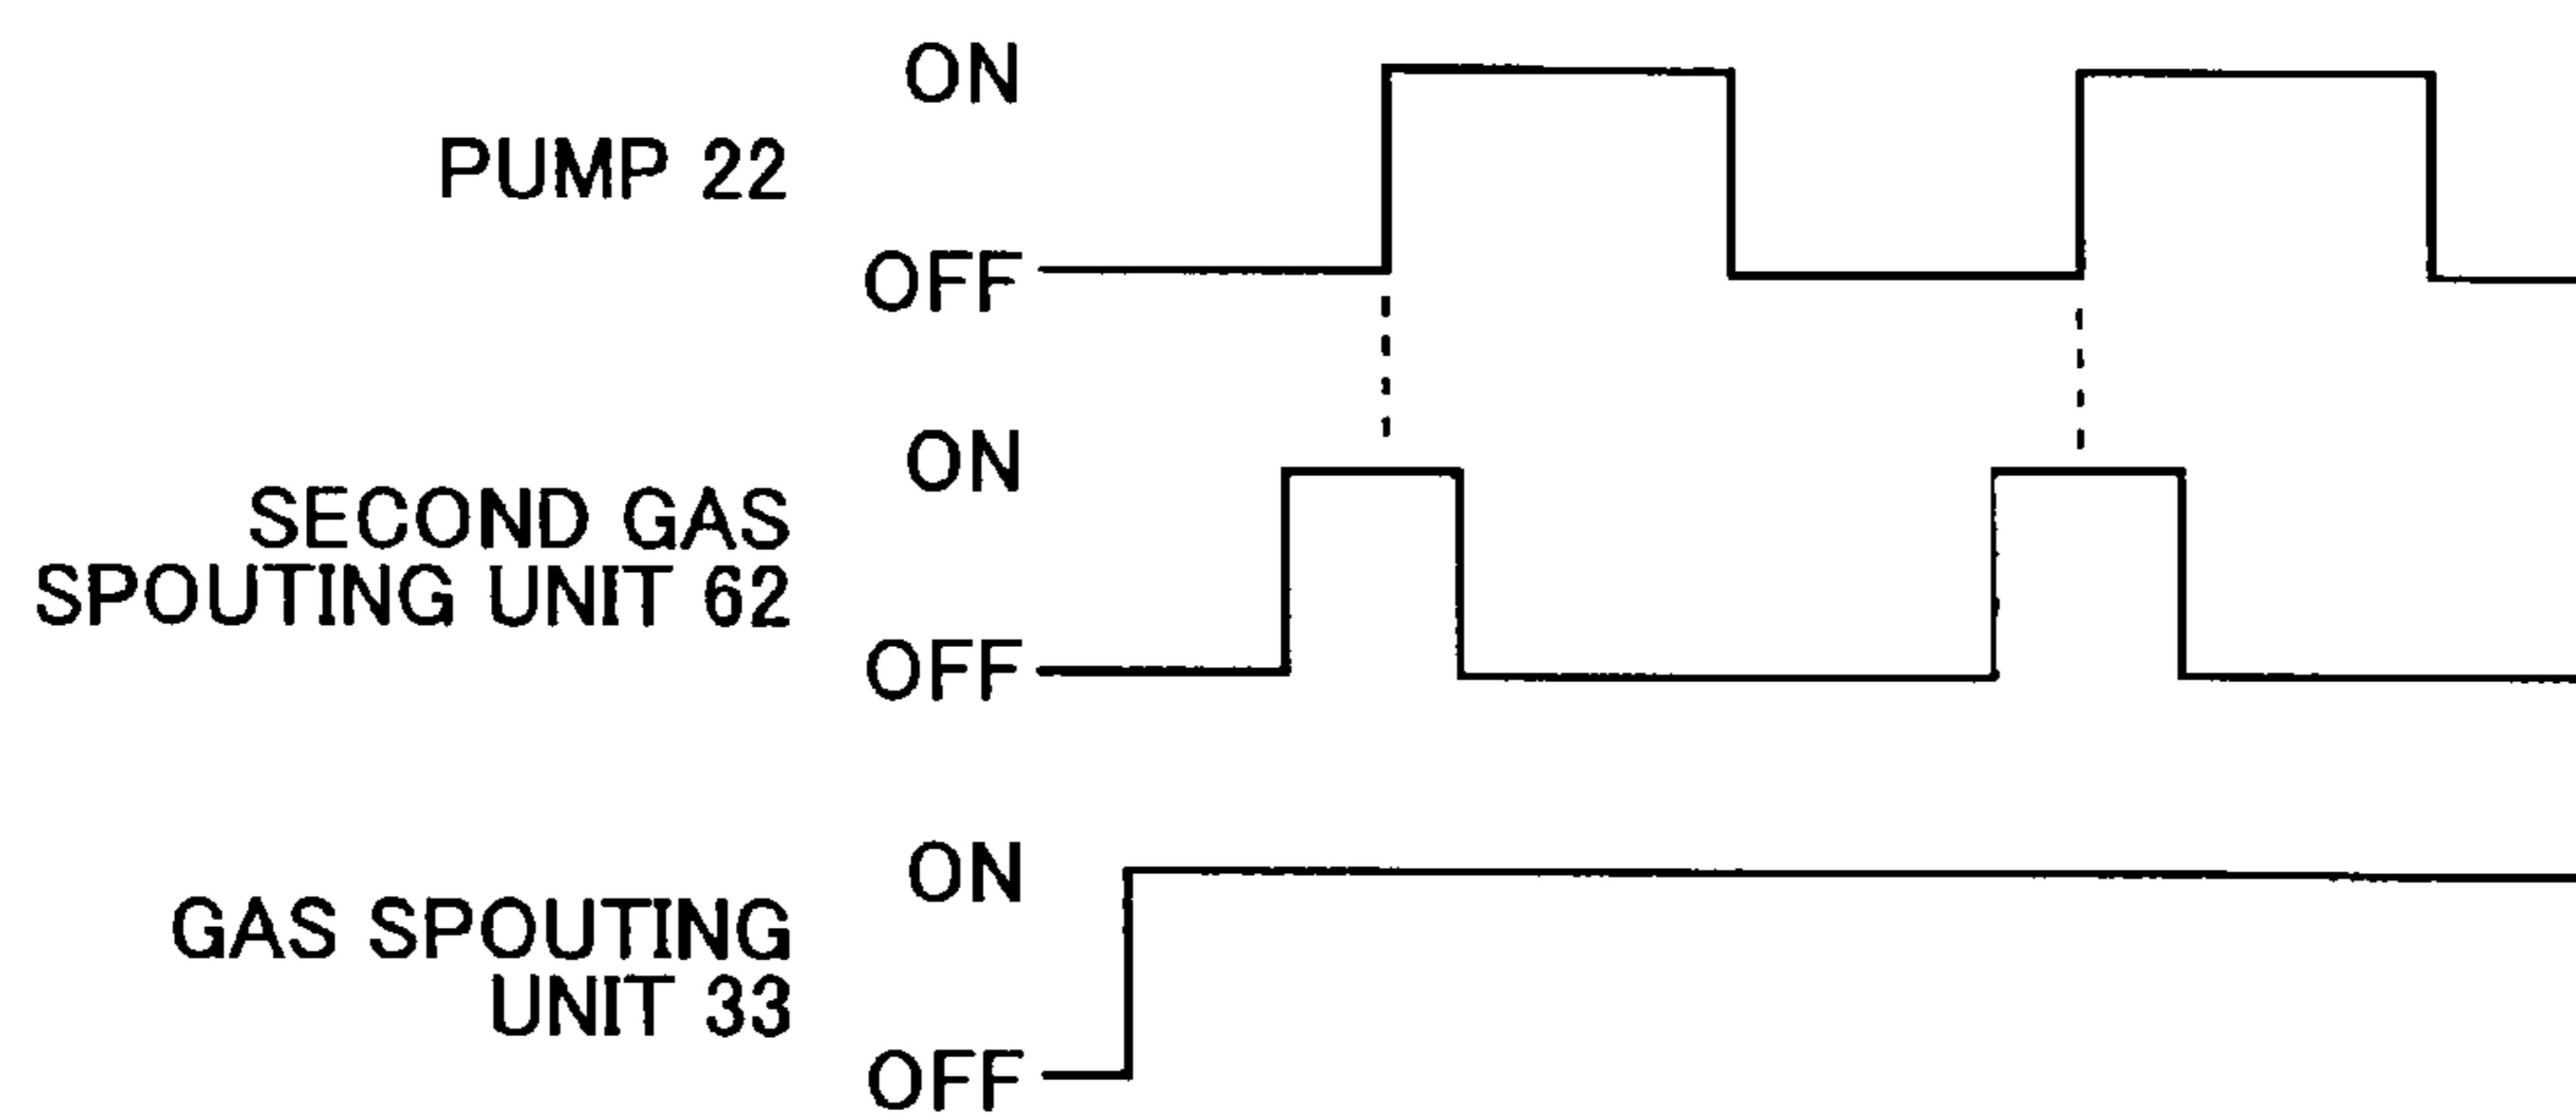 ON
PUMP 22
OFF
ON
SECOND GAS
SPOUTING UNIT 62
OFF
ON
GAS SPOUTING
UNIT 33
OFF